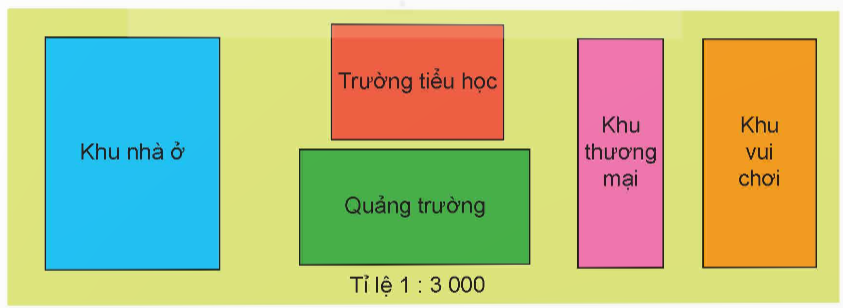 Khu nhà ở
Trường tiểu học
Quảng trường
Khu
thương
mại
Khu
vui
chơi
Tỉ lệ 1 : 3 000